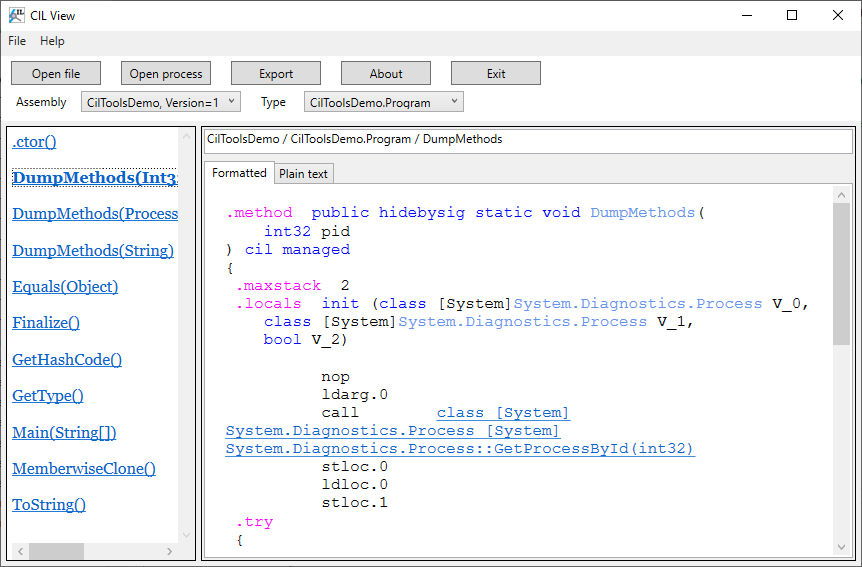 CIL View
File Help
Open file Open process Export About Exit
Assembly CilToolsDemo, Version=1 Type CilToolsDemo.Program
.ctor()
DumpMethods(Int32
DumpMethods(Process
DumpMethods(String)
Equals(Object)
Finalize()
GetHashCode()
GetType()
Main(String[])
MemberwiseClone()
ToString()
CilToolsDemo / CilToolsDemo.Program / DumpMethods
Formatted Plain text
.method public hidebysig static void DumpMethods(
int32 pid
) cil managed
{
.maxstack 2
.locals init (class [System]System.Diagnostics.Process V_0,
class [System]System.Diagnostics.Process V_1,
bool V_2)
nop
ldarg.0
call class [System]
System.Diagnostics.Process [System]
System.Diagnostics.Process::GetProcessById(int32)
stloc.0
ldloc.0
stloc.1
.try
{